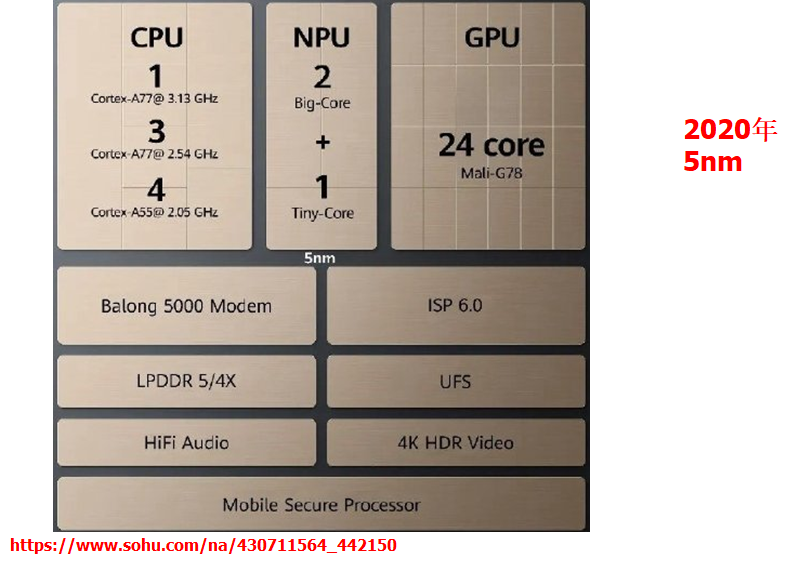 CPU
1
Cortex-A77@ 3.13 GHz
3
Cortex-A77@ 2.54 GHz
4
Cortex-A55@ 2.05 GHz
NPU
2
Big-Core
+
1
Tiny-Core
GPU
24 core
Mali-G78
2020年
5nm
5nm
Balong 5000 Modem
ISP 6.0
LPDDR 5/4X
UFS
HiFi Audio
4K HDR Video
Mobile Secure Processor
https://www.sohu.com/na/430711564_442150